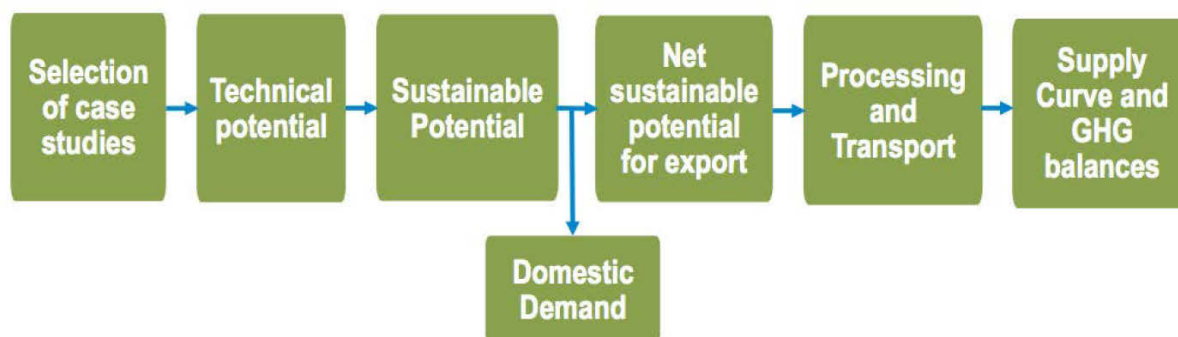 Selection
of case
studies
Technical
potential
Sustainable
Potential
Net
sustainable
potential
for export
Processing
and
Transport
Supply
Curve and
GHG
balances
Domestic
Demand